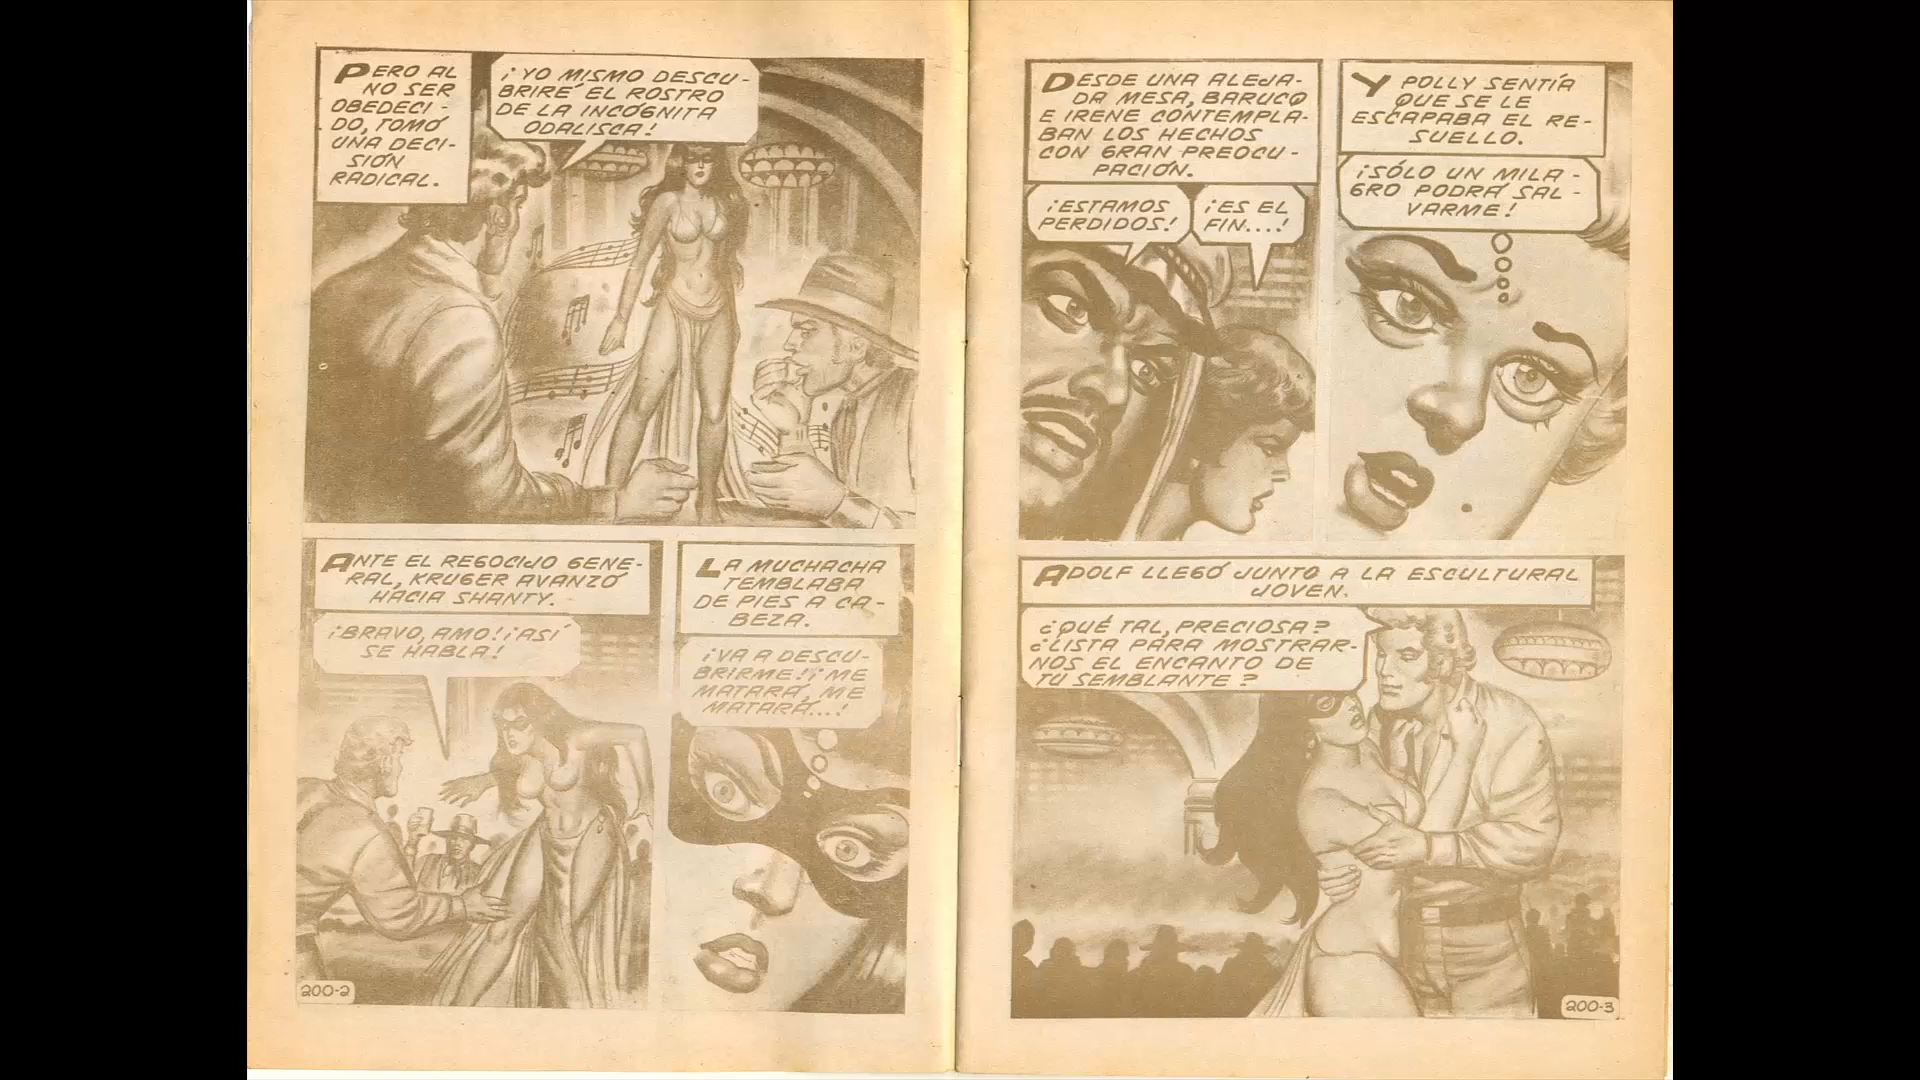 PERO AL
NO SER
OBEDECI-
DO, TOMÓ
UNA DECI-
SIÓN
RADICAL.
¡YO MISMO DESCU-
BRIRÉ EL ROSTRO
DE LA INCÓGNITA
ODALISCA!
ANTE EL REGOCIJO GENE-
RAL, KRUGER AVANZÓ
HACIA SHANTY.
¡BRAVO, AMO! ¡ASÍ
SE HABLA!
LA MUCHACHA
TEMBLABA
DE PIES A CA-
BEZA.
¡VA A DESCU-
BRIRME! ¡ME
MATARÁ, ME
MATARÁ...!
200-2
DESDE UNA ALEJA-
DA MESA, BARUCQ
E IRENE CONTEMPLA-
BAN LOS HECHOS
CON GRAN PREOCU-
PACIÓN.
¡ESTAMOS
PERDIDOS!
¡ES EL
FIN....!
Y POLLY SENTÍA
QUE SE LE
ESCAPABA EL RE-
SUELLO.
¡SÓLO UN MILA-
GRO PODRÁ SAL-
VARME!
ADOLF LLEGÓ JUNTO A LA ESCULTURAL
JOVEN.
¿QUÉ TAL, PRECIOSA?
¿LISTA PARA MOSTRAR-
NOS EL ENCANTO DE
TU SEMBLANTE?
200-3